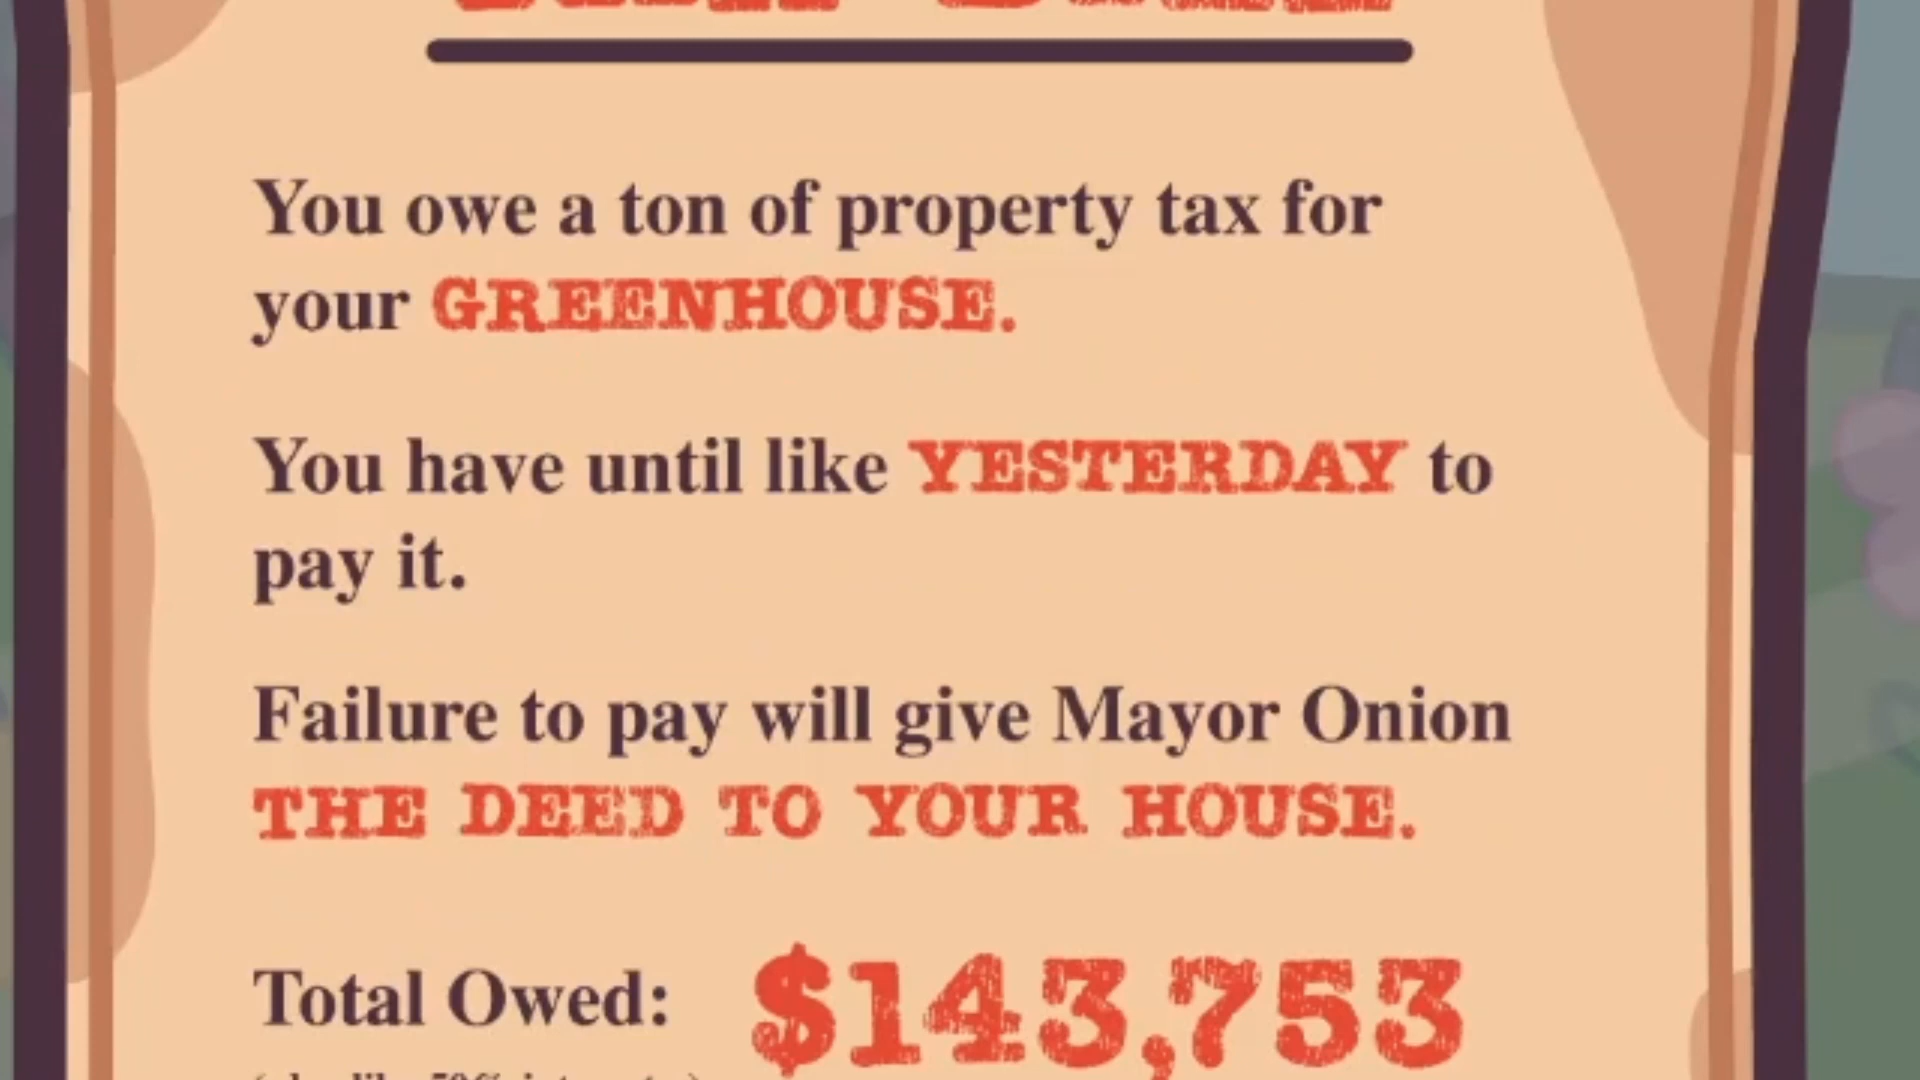 You owe a ton of property tax for
your GREENHOUSE.
You have until like YESTERDAY to
pay it.
Failure to pay will give Mayor Onion
THE DEED TO YOUR HOUSE.
Total Owed: $143,753